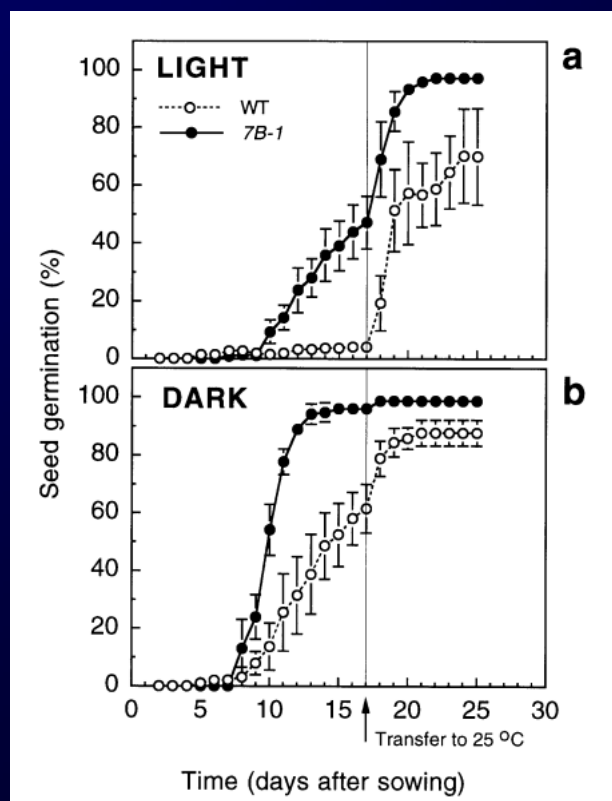 LIGHT
a
WT
7B-1
100
80
60
40
20
0
DARK
b
100
80
60
40
20
0
Seed germination (%)
0 5 10 15 20 25 30
Transfer to 25 °C
Time (days after sowing)